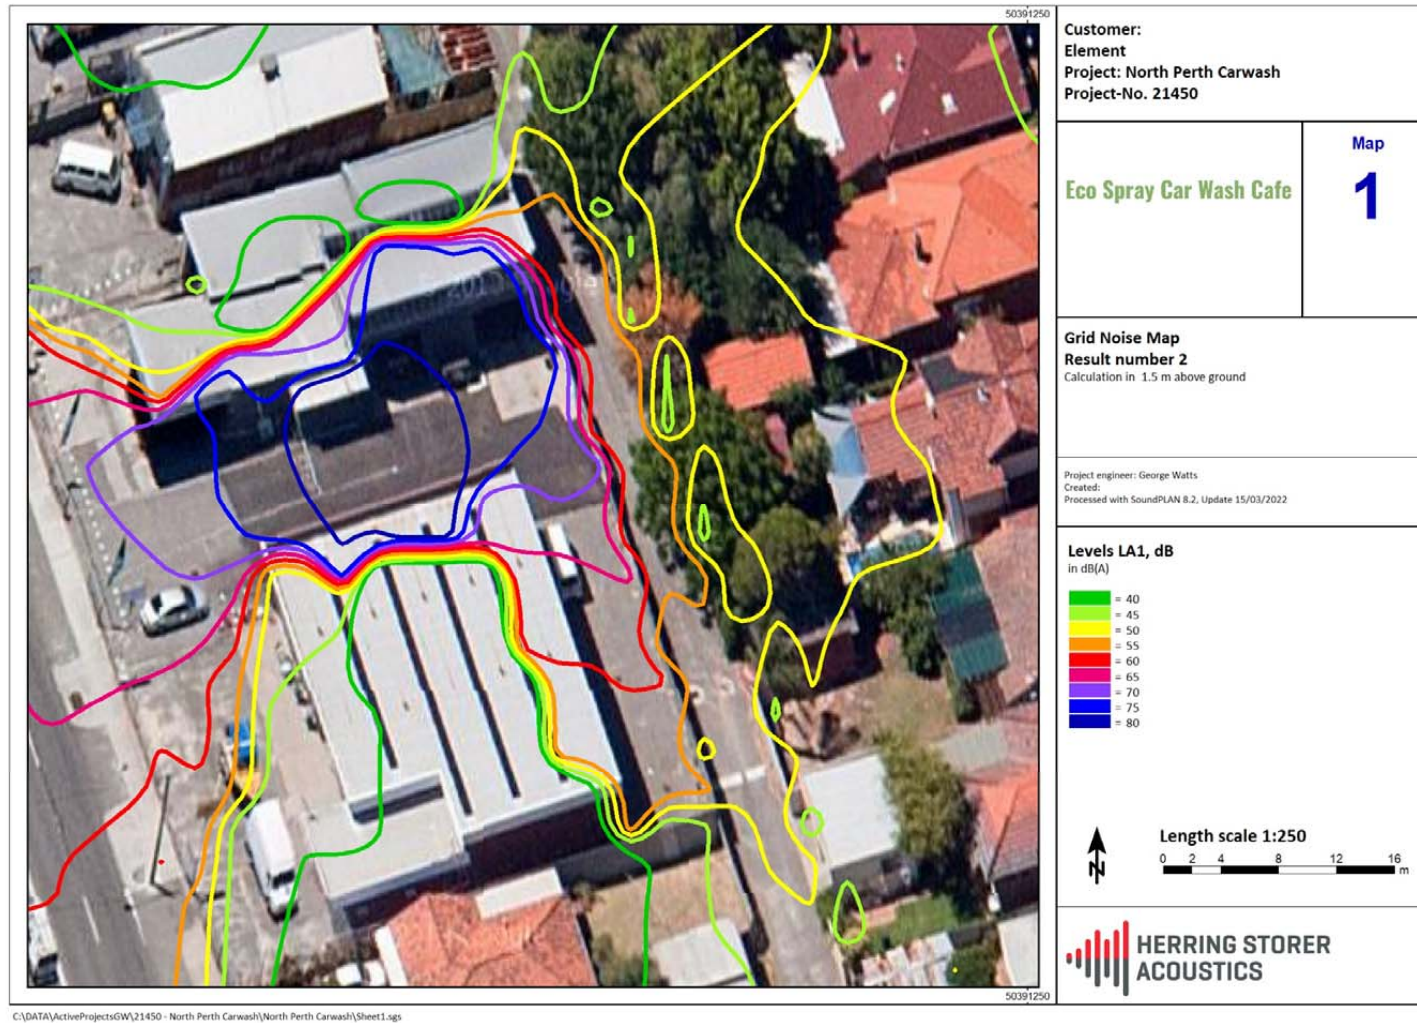 50391250
Customer:
Element
Project: North Perth Carwash
Project-No. 21450
Eco Spray Car Wash Cafe
Map
1
Grid Noise Map
Result number 2
Calculation in 1.5 m above ground
Project engineer: George Watts
Created:
Processed with SoundPLAN 8.2, Update 15/03/2022
Levels LA1, dB
in dB(A)
= 40
= 45
= 50
= 55
= 60
= 65
= 70
= 75
= 80
N
Length scale 1:250
0 2 4 8 12 16
m
HERRING STORER
ACOUSTICS
50391250
C:\DATA\ActiveProjectsGW\21450 - North Perth Carwash\North Perth Carwash\Sheet1.sgs